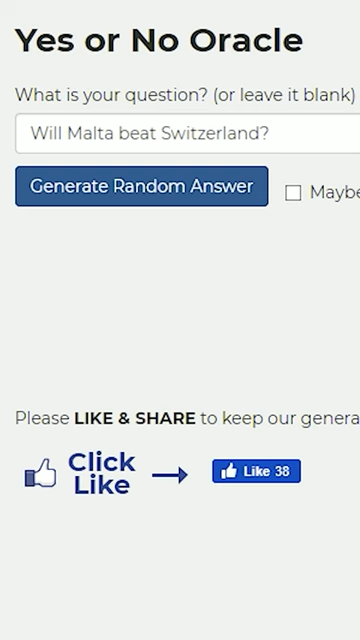 Yes or No Oracle
What is your question? (or leave it blank)
Will Malta beat Switzerland?
Generate Random Answer
Maybe
Please LIKE & SHARE to keep our genera
Click
Like
Like 38